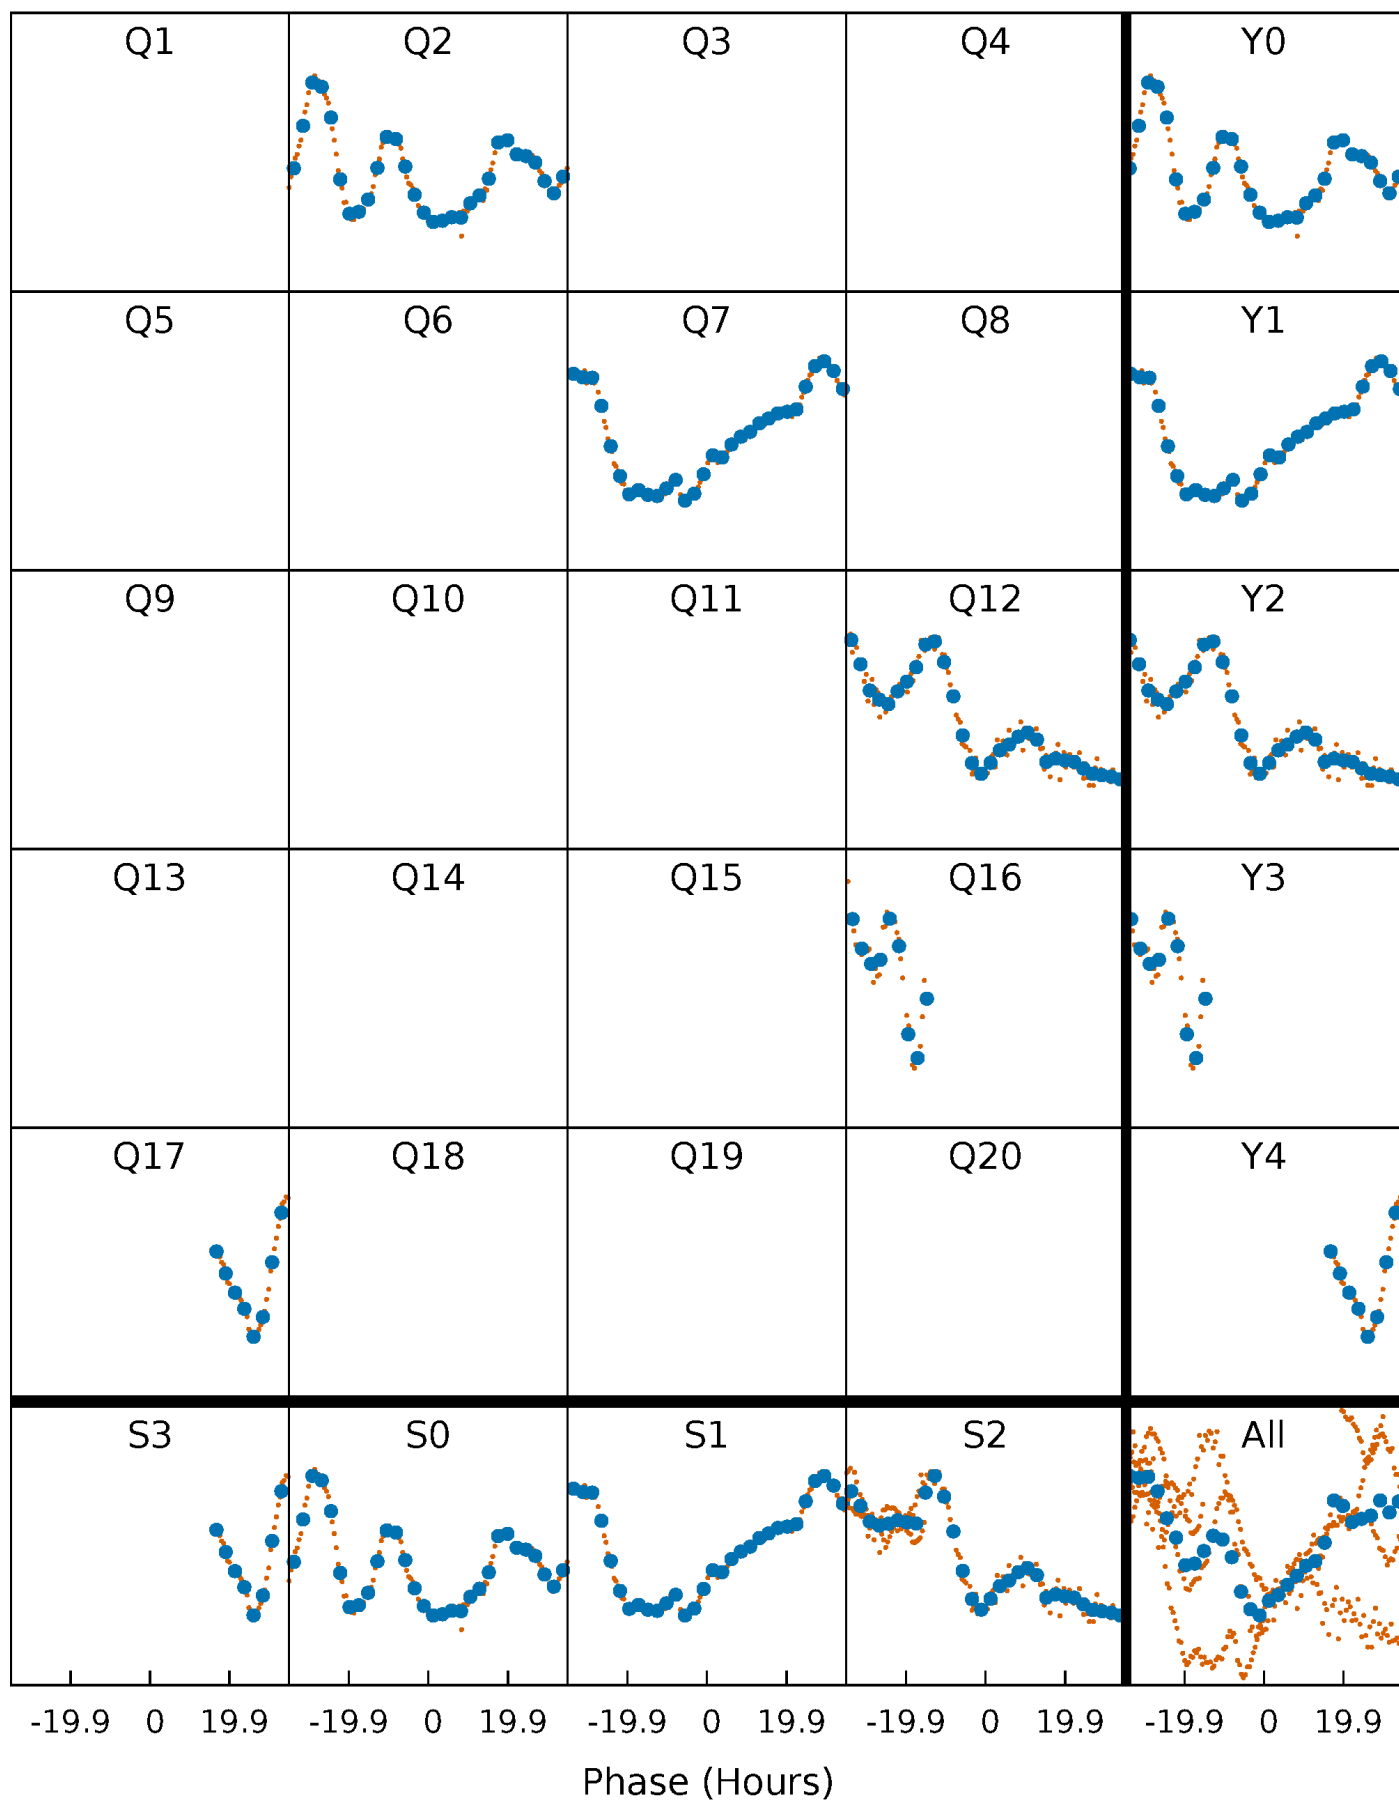 Q1 Q2 Q3 Q4 Y0
Q5 Q6 Q7 Q8 Y1
Q9 Q10 Q11 Q12 Y2
Q13 Q14 Q15 Q16 Y3
Q17 Q18 Q19 Q20 Y4
S3 S0 S1 S2 All
-19.9 0 19.9 -19.9 0 19.9 -19.9 0 19.9 -19.9 0 19.9 -19.9 0 19.9
Phase (Hours)